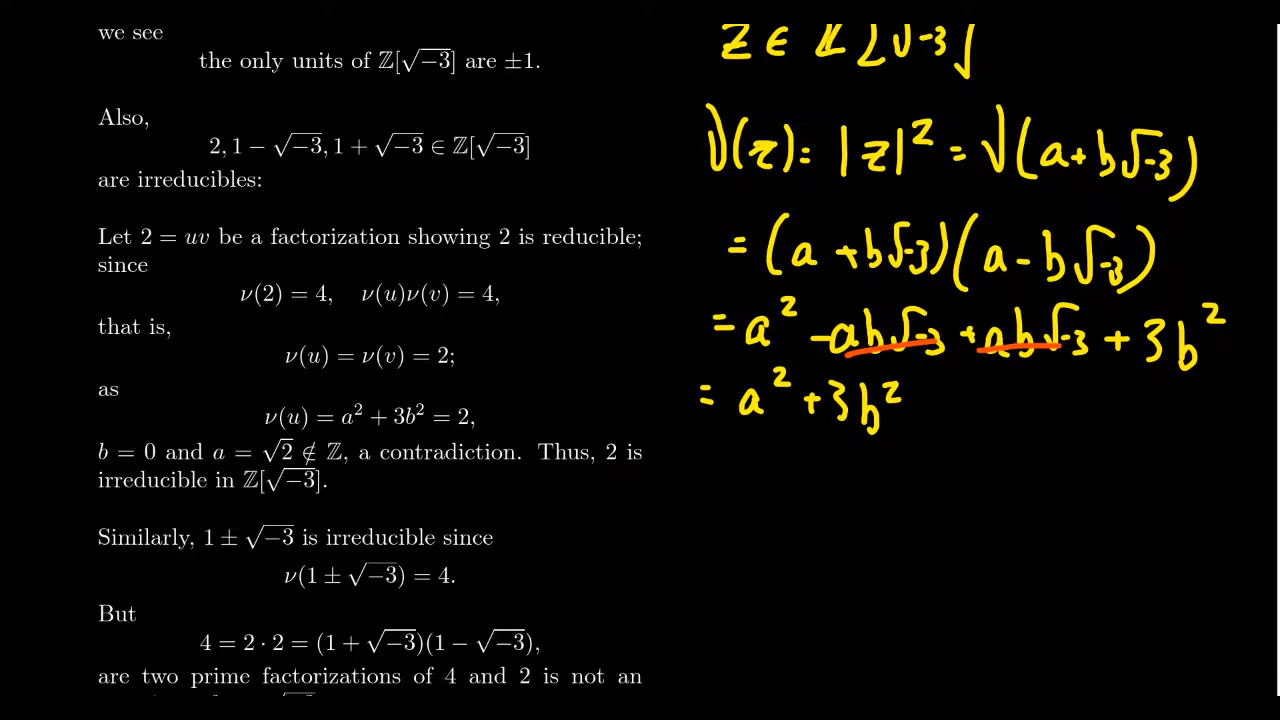 we see
the only units of ℤ[√−3] are ±1.
Also,
2, 1 − √−3, 1 + √−3 ∈ ℤ[√−3]
are irreducibles:
Let 2 = uv be a factorization showing 2 is reducible;
since
ν(2) = 4, ν(u)ν(v) = 4,
that is,
ν(u) = ν(v) = 2;
as
ν(u) = a² + 3b² = 2,
b = 0 and a = √2 ∉ ℤ, a contradiction. Thus, 2 is
irreducible in ℤ[√−3].
Similarly, 1 ± √−3 is irreducible since
ν(1 ± √−3) = 4.
But
4 = 2 · 2 = (1 + √−3)(1 − √−3),
are two prime factorizations of 4 and 2 is not an
z ∈ ℤ[√-3]
ν(z) = |z|² = ν(a + b√-3)
= (a + b√-3)(a - b√-3)
= a² - ab√-3 + ab√-3 + 3b²
= a² + 3b²